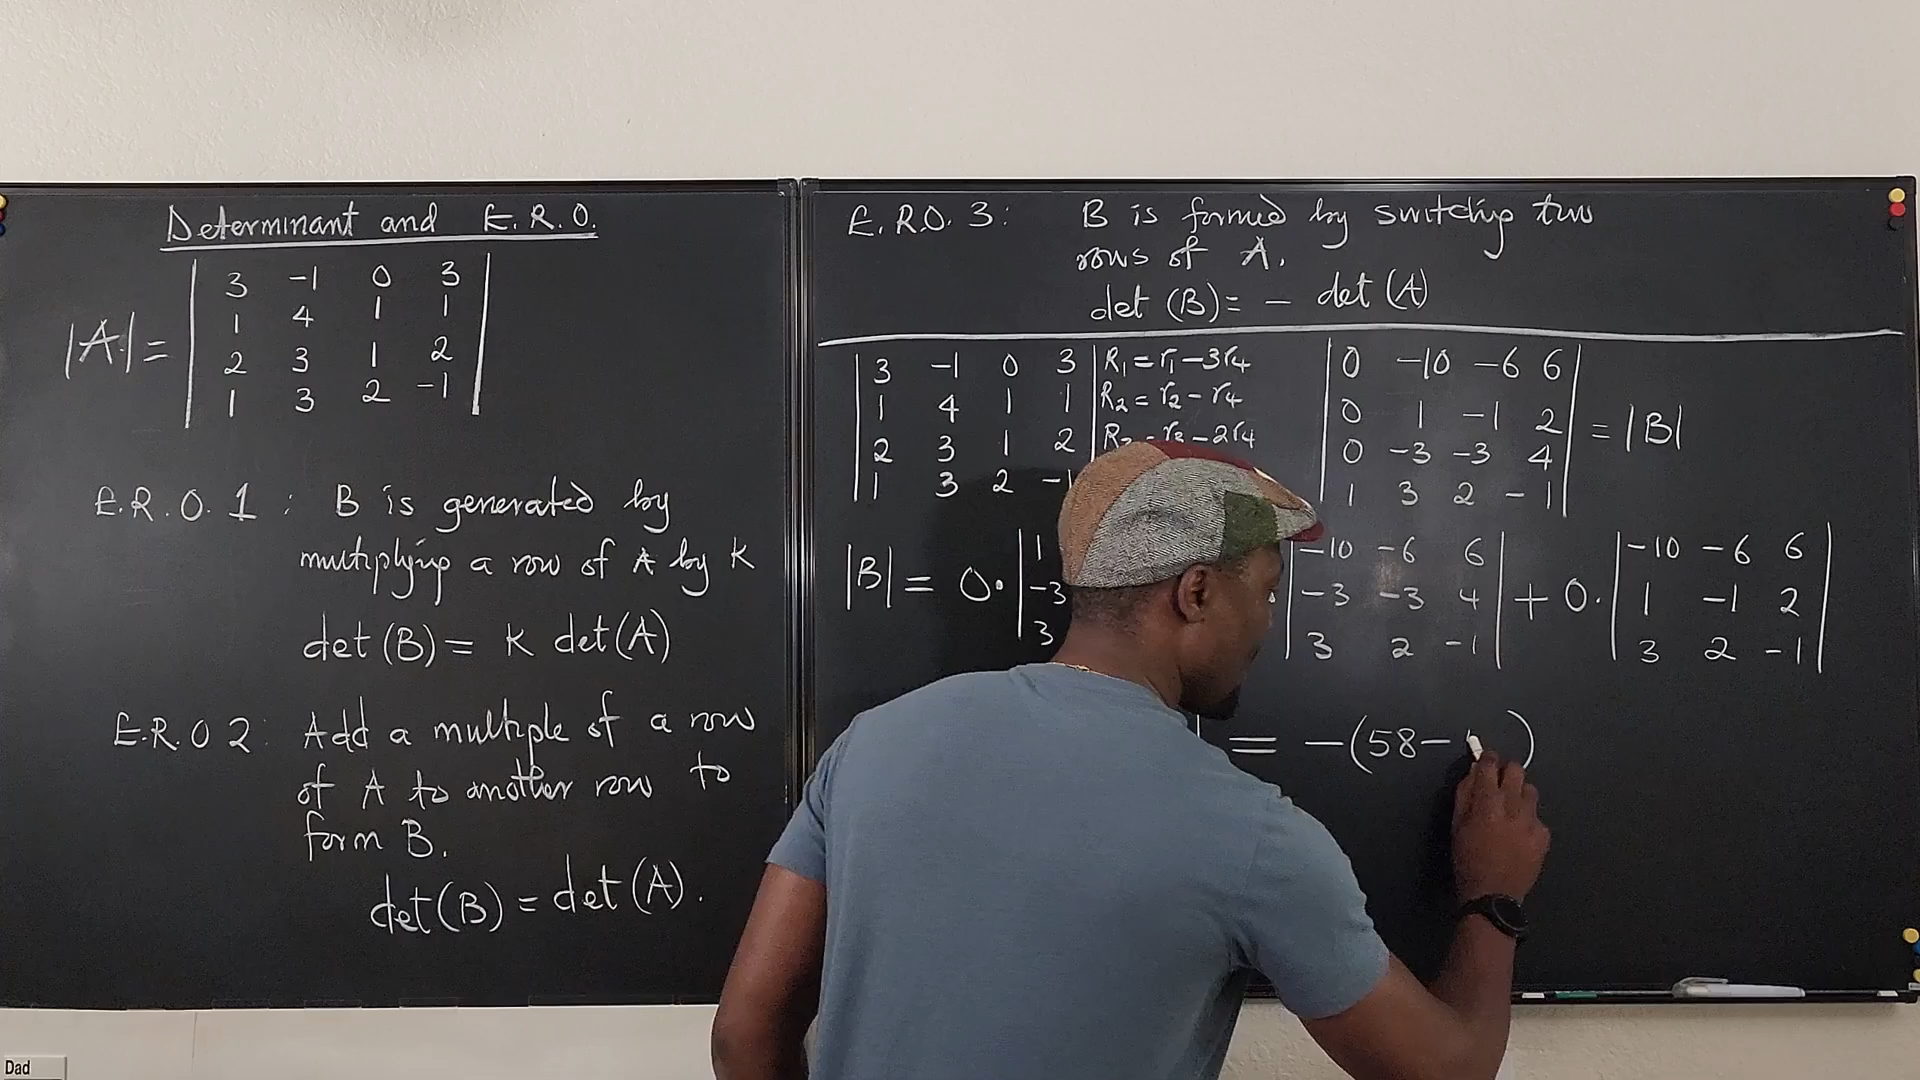 Determinant and E.R.O.
|A| = | 3 -1 0 3 |
| 1 4 1 1 |
| 2 3 1 2 |
| 1 3 2 -1 |
E.R.O. 1 : B is generated by
multiplying a row of A by K
det (B) = K det(A)
E.R.O 2: Add a multiple of a row
of A to another row to
form B.
det(B) = det(A).
E.R.O. 3: B is formed by switching two
rows of A.
det (B) = - det (A)
| 3 -1 0 3 | R₁ = r₁ - 3r₄ | 0 -10 -6 6 |
| 1 4 1 1 | R₂ = r₂ - r₄ | 0 1 -1 2 | = |B|
| 2 3 1 2 | r₃ - 2r₄ | 0 -3 -3 4 |
| 1 3 2 -1 | 1 3 2 -1 |
| 1 | -10 -6 6 | | -10 -6 6 |
|B| = 0 · | -3 | -3 -3 4 | + 0 · | 1 -1 2 |
| 3 | 3 2 -1 | | 3 2 -1 |
| = -(58- )
Dad